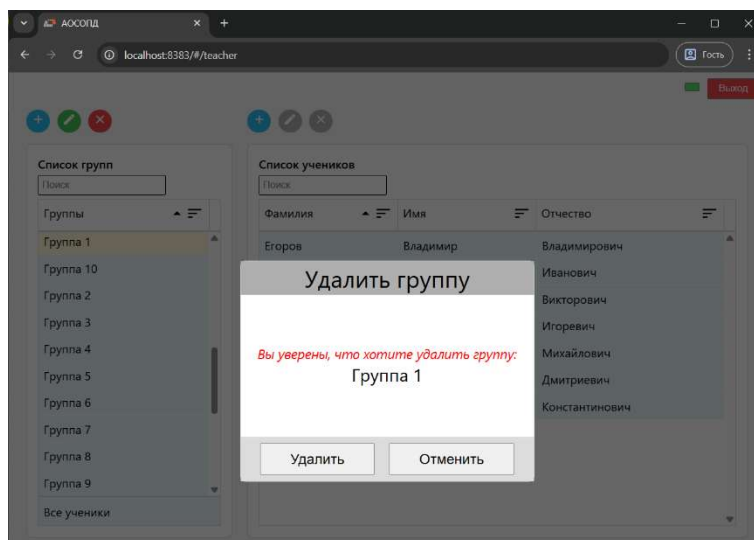 АОСОПД
localhost:8383/#/teacher
Гость
Выход
Список групп
Поиск
Группы
Группа 1
Группа 10
Группа 2
Группа 3
Группа 4
Группа 5
Группа 6
Группа 7
Группа 8
Группа 9
Все ученики
Список учеников
Поиск
Фамилия Имя Отчество
Егоров Владимир Владимирович
Иванович
Викторович
Игоревич
Михайлович
Дмитриевич
Константинович
Удалить группу
Вы уверены, что хотите удалить группу:
Группа 1
Удалить Отменить